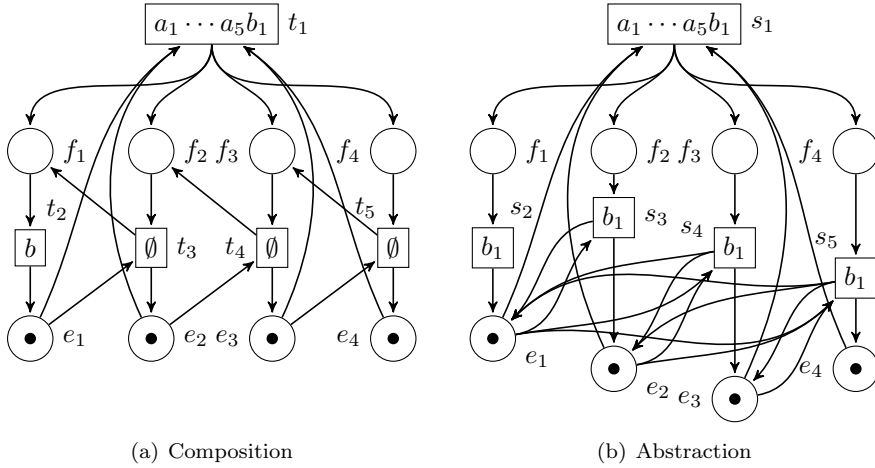 a₁ ⋯ a₅b₁ t₁ a₁ ⋯ a₅b₁ s₁
f₁ f₂ f₃ f₄ f₁ f₂ f₃ f₄
t₂ t₅ s₂ s₃ s₄ s₅
b ∅ t₃ t₄ ∅ ∅ b₁ b₁ b₁ b₁
e₁ e₂ e₃ e₄ e₁ e₂ e₃ e₄
(a) Composition (b) Abstraction